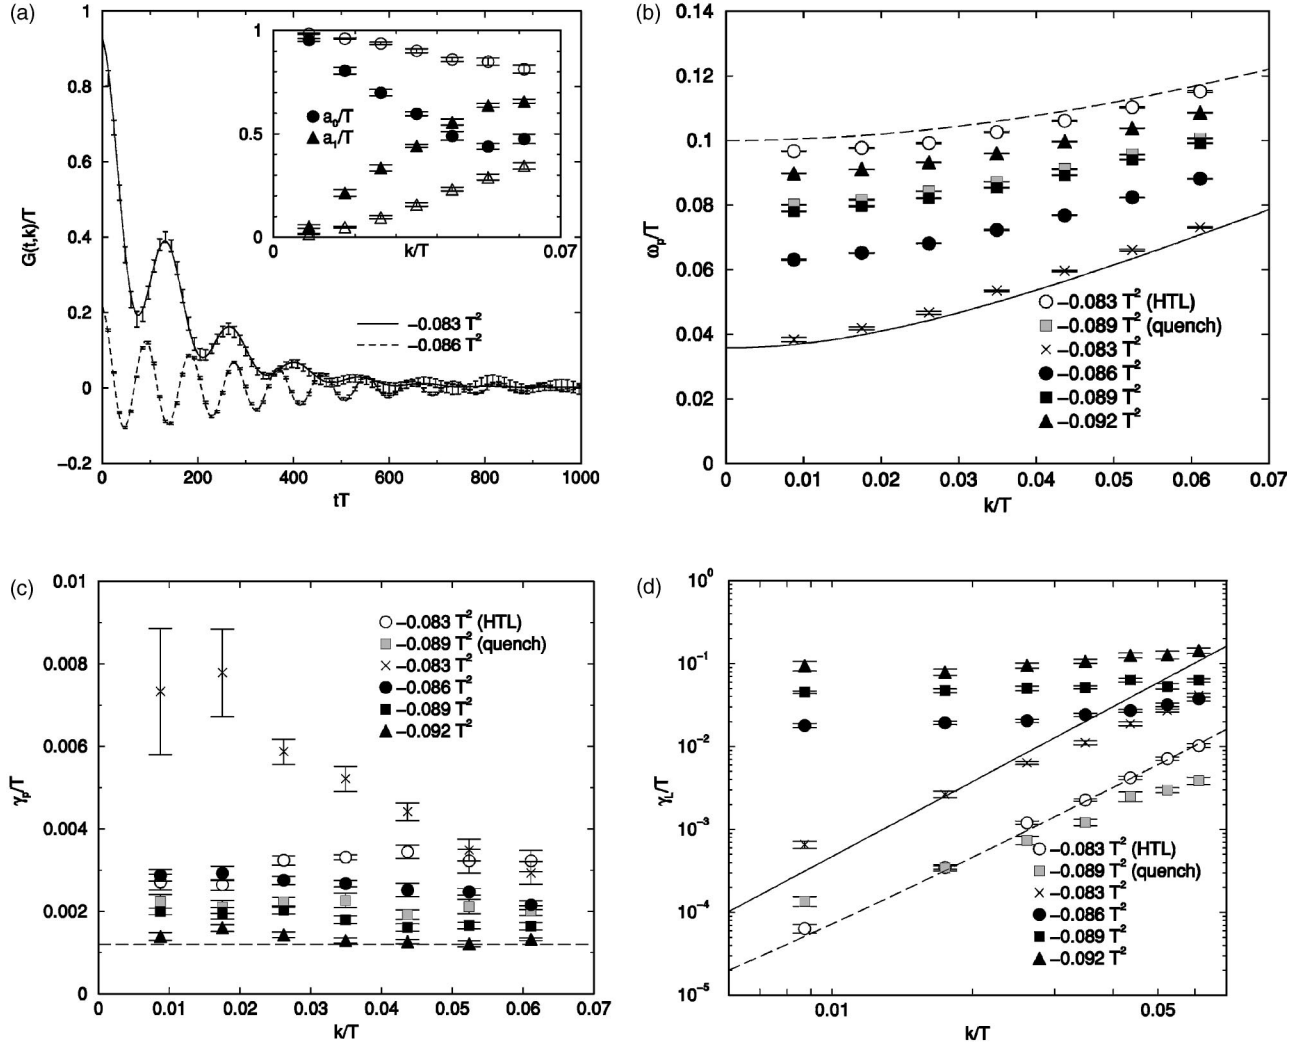 (a)
1
0.8
0.6
0.4
0.2
0
−0.2
G(t,k)/T
0
200
400
600
800
1000
tT
−0.083 T²
−0.086 T²
1
0.5
0
a₀/T
a₁/T
0
k/T
0.07
(b)
0.14
0.12
0.1
0.08
0.06
0.04
0.02
0
ωₚ/T
0
0.01
0.02
0.03
0.04
0.05
0.06
0.07
k/T
−0.083 T² (HTL)
−0.089 T² (quench)
−0.083 T²
−0.086 T²
−0.089 T²
−0.092 T²
(c)
0.01
0.008
0.006
0.004
0.002
0
γₚ/T
0
0.01
0.02
0.03
0.04
0.05
0.06
0.07
k/T
−0.083 T² (HTL)
−0.089 T² (quench)
−0.083 T²
−0.086 T²
−0.089 T²
−0.092 T²
(d)
10⁰
10⁻¹
10⁻²
10⁻³
10⁻⁴
10⁻⁵
γ_L/T
0.01
0.05
k/T
−0.083 T² (HTL)
−0.089 T² (quench)
−0.083 T²
−0.086 T²
−0.089 T²
−0.092 T²